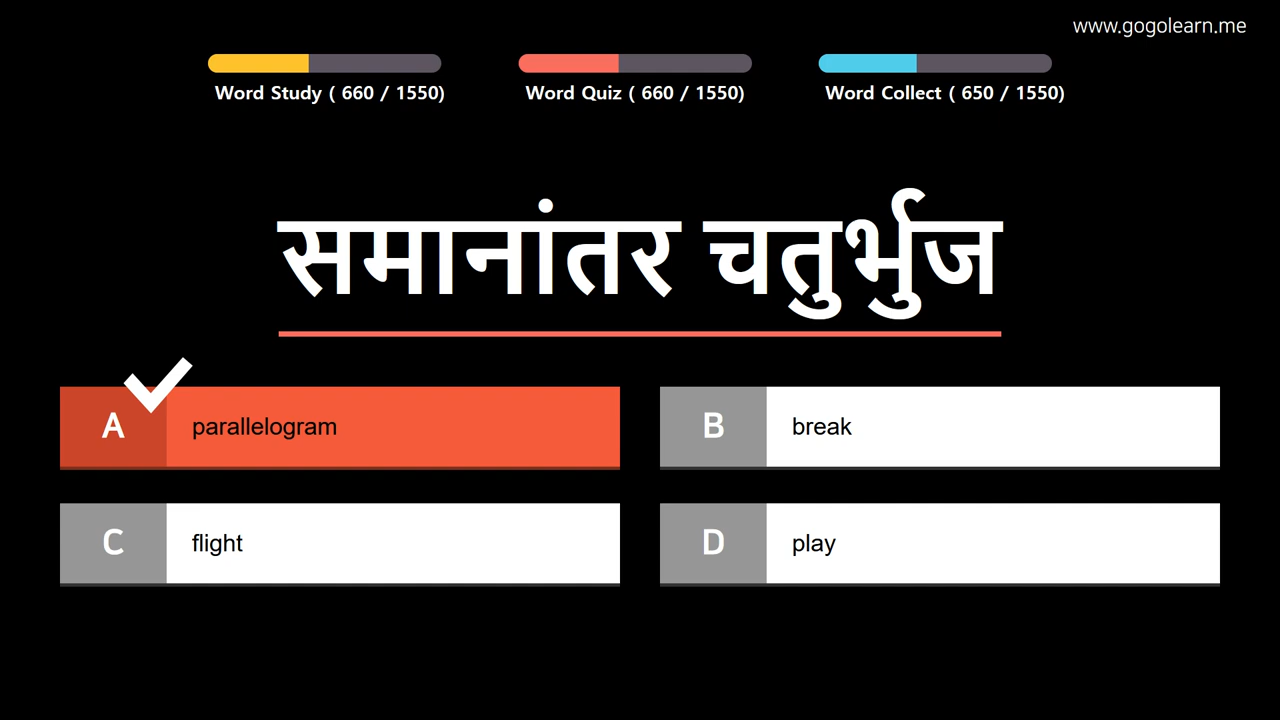 www.gogolearn.me
Word Study ( 660 / 1550)
Word Quiz ( 660 / 1550)
Word Collect ( 650 / 1550)
समानांतर चतुर्भुज
A parallelogram
B break
C flight
D play